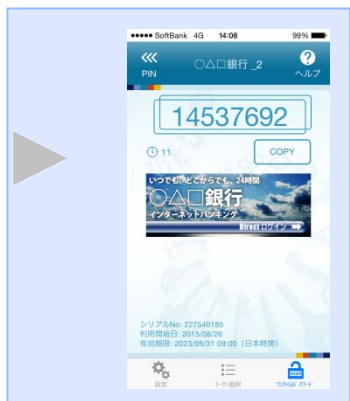 ●●●●● SoftBank 4G 14:08 99%
PIN
○△□銀行 _2
ヘルプ
14537692
11
COPY
いつでも、どこからでも、24時間
○△□銀行
インターネットバンキング
Direct ログイン
シリアルNo: 227540185
利用開始日: 2015/08/26
有効期限: 2023/05/31 09:00（日本時間）
設定
トークン選択
ワンタイムパスワード